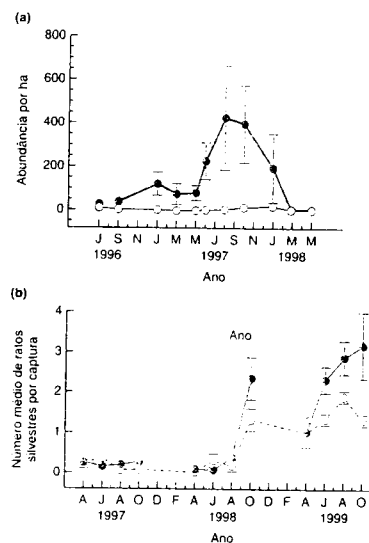 (a)
Abundância por ha
800
600
400
200
0
J S N J M M J S N J M M
1996 1997 1998
Ano
(b)
Número médio de ratos
silvestres por captura
Ano
4
3
2
1
0
A J A O D F A J A O D F A J A O
1997 1998 1999
Ano